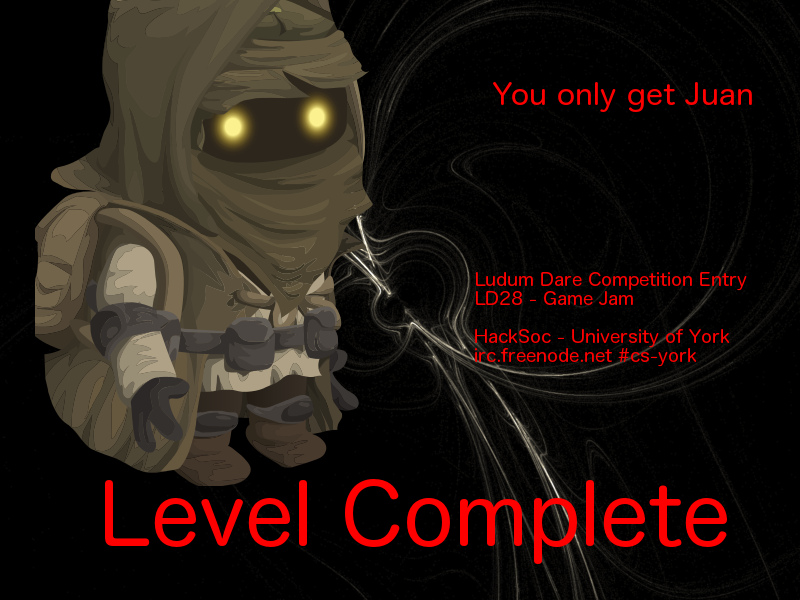 You only get Juan
Ludum Dare Competition Entry
LD28 - Game Jam
HackSoc - University of York
irc.freenode.net #cs-york
Level Complete